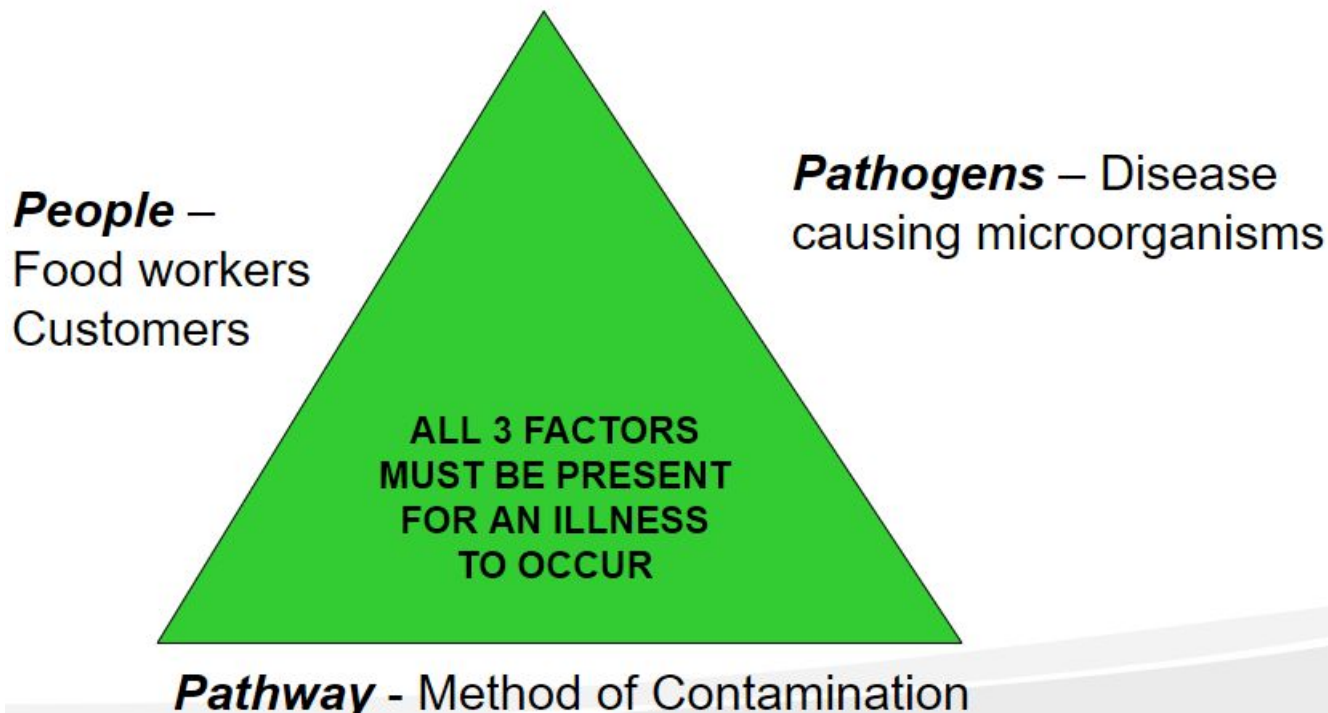 People –
Food workers
Customers
Pathogens – Disease
causing microorganisms
ALL 3 FACTORS
MUST BE PRESENT
FOR AN ILLNESS
TO OCCUR
Pathway - Method of Contamination